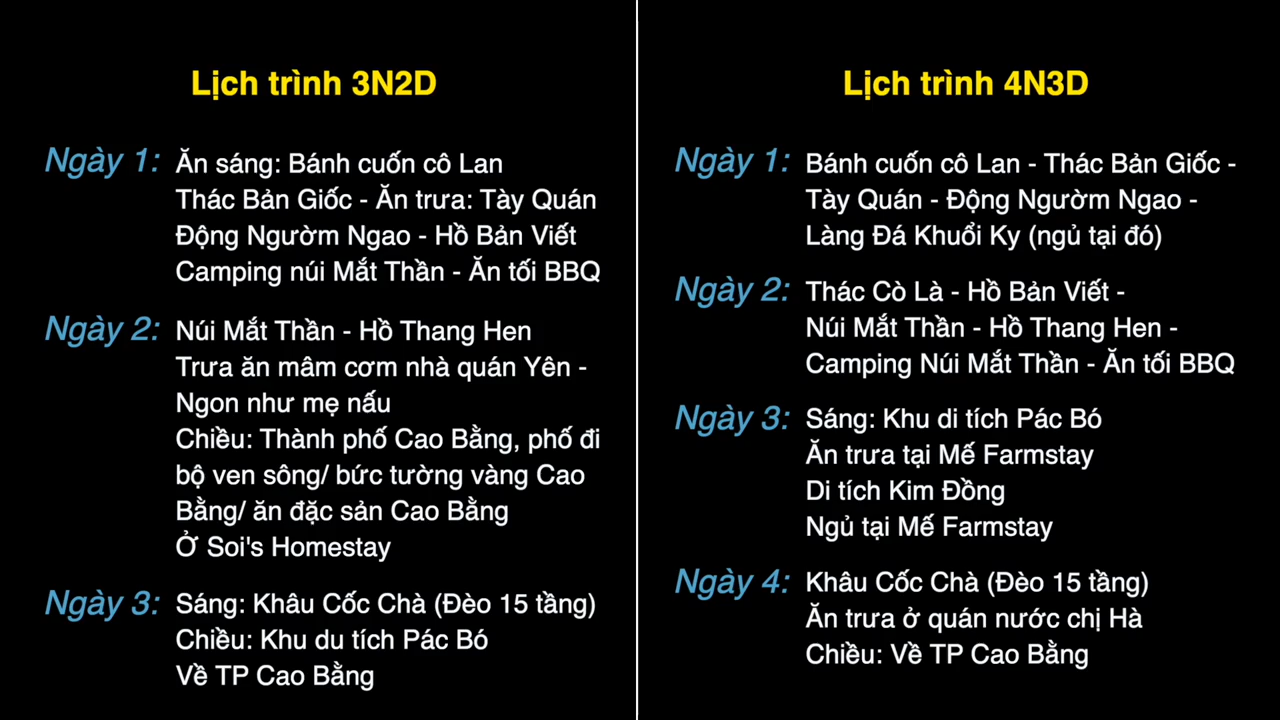 Lịch trình 3N2D
Ngày 1: Ăn sáng: Bánh cuốn cô Lan
Thác Bản Giốc - Ăn trưa: Tày Quán
Động Ngườm Ngao - Hồ Bản Viết
Camping núi Mắt Thần - Ăn tối BBQ
Ngày 2: Núi Mắt Thần - Hồ Thang Hen
Trưa ăn mâm cơm nhà quán Yên -
Ngon như mẹ nấu
Chiều: Thành phố Cao Bằng, phố đi
bộ ven sông/ bức tường vàng Cao
Bằng/ ăn đặc sản Cao Bằng
Ở Soi's Homestay
Ngày 3: Sáng: Khâu Cốc Chà (Đèo 15 tầng)
Chiều: Khu du tích Pác Bó
Về TP Cao Bằng
Lịch trình 4N3D
Ngày 1: Bánh cuốn cô Lan - Thác Bản Giốc -
Tày Quán - Động Ngườm Ngao -
Làng Đá Khuổi Ky (ngủ tại đó)
Ngày 2: Thác Cò Là - Hồ Bản Viết -
Núi Mắt Thần - Hồ Thang Hen -
Camping Núi Mắt Thần - Ăn tối BBQ
Ngày 3: Sáng: Khu di tích Pác Bó
Ăn trưa tại Mế Farmstay
Di tích Kim Đồng
Ngủ tại Mế Farmstay
Ngày 4: Khâu Cốc Chà (Đèo 15 tầng)
Ăn trưa ở quán nước chị Hà
Chiều: Về TP Cao Bằng